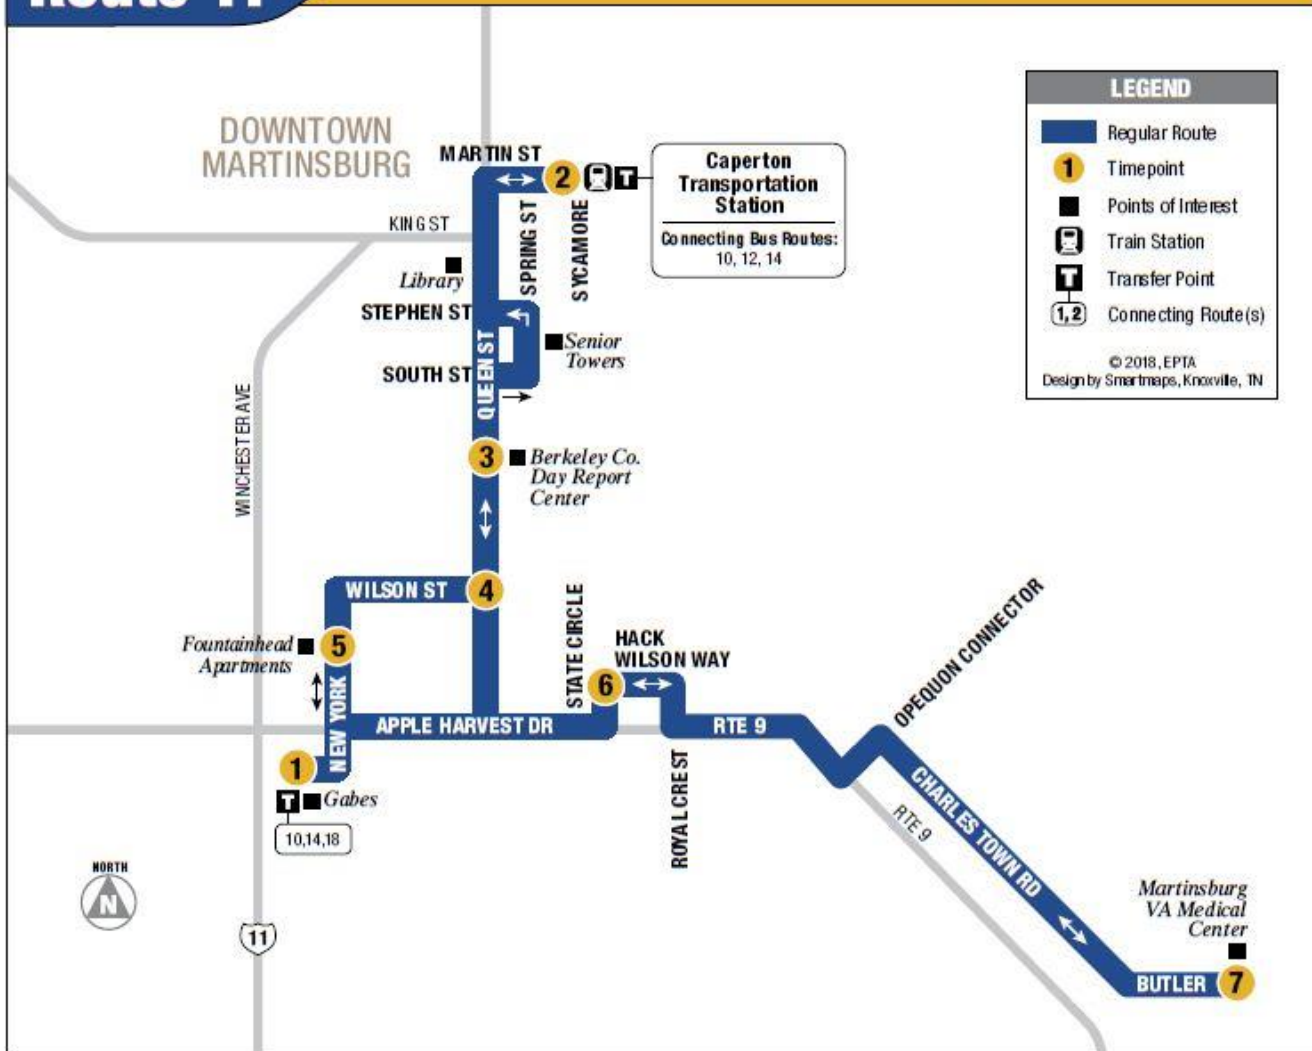 Route 11
DOWNTOWN
MARTINSBURG
MARTIN ST
2
T
Caperton
Transportation
Station
Connecting Bus Routes:
10, 12, 14
LEGEND
Regular Route
1
Timepoint
Points of Interest
Train Station
T
Transfer Point
1,2
Connecting Route(s)
© 2018, EPTA
Design by Smartmaps, Knoxville, TN
KING ST
SPRING ST
SYCAMORE
Library
STEPHEN ST
Senior
Towers
SOUTH ST
QUEEN ST
WINCHESTER AVE
3
Berkeley Co.
Day Report
Center
WILSON ST
4
Fountainhead
Apartments
5
NEW YORK
STATE CIRCLE
HACK
WILSON WAY
6
OPEQUON CONNECTOR
APPLE HARVEST DR
RTE 9
1
T
Gabes
10,14,18
ROYAL CREST
RTE 9
CHARLES TOWN RD
NORTH
N
11
Martinsburg
VA Medical
Center
BUTLER
7